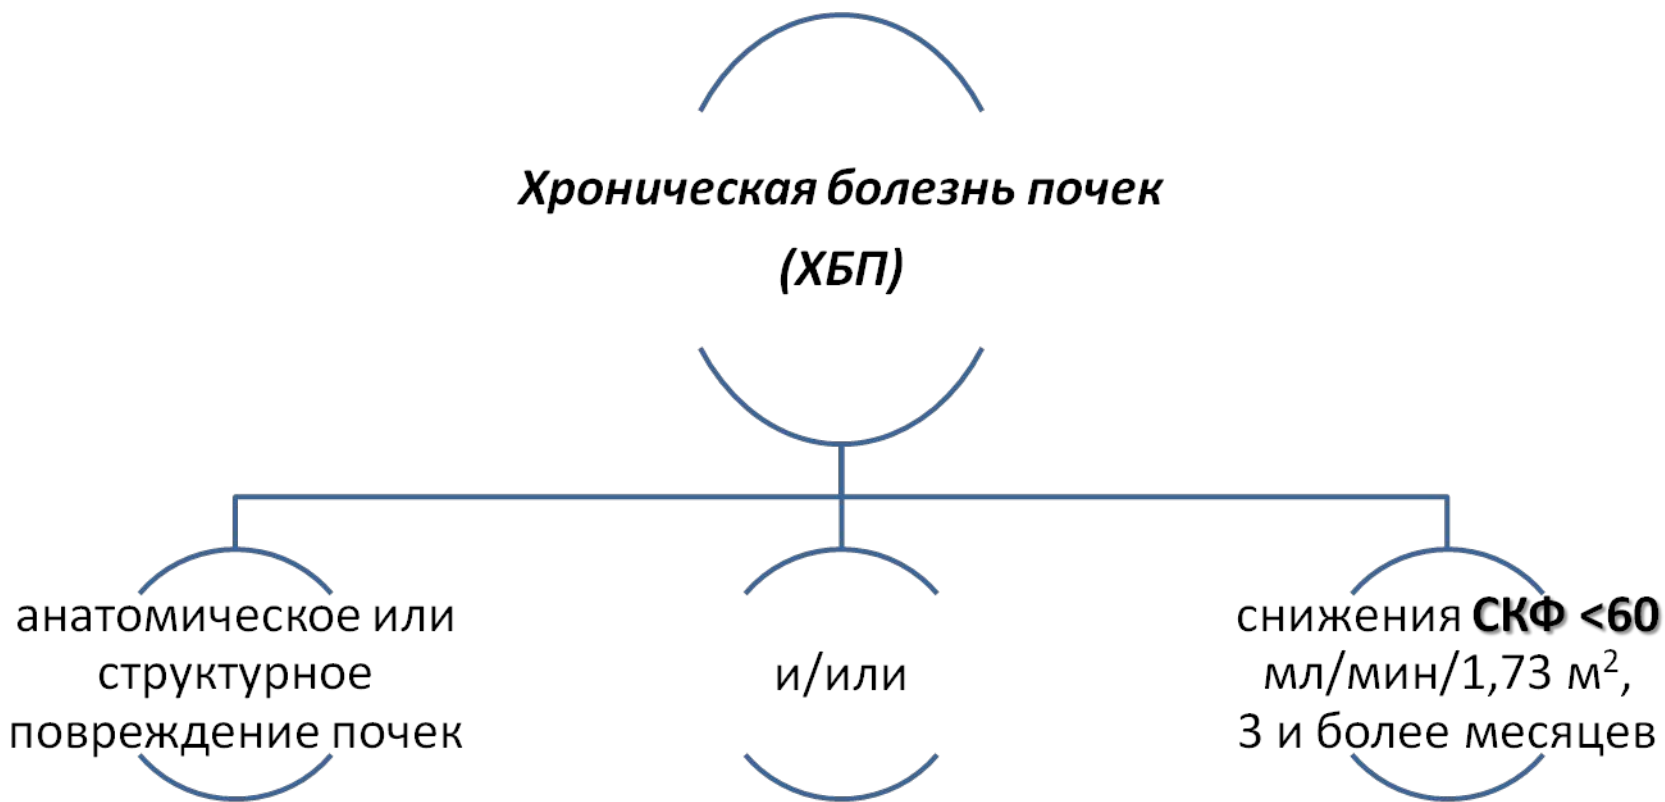 Хроническая болезнь почек
(ХБП)
анатомическое или
структурное
повреждение почек
и/или
снижения СКФ <60
мл/мин/1,73 м²,
3 и более месяцев